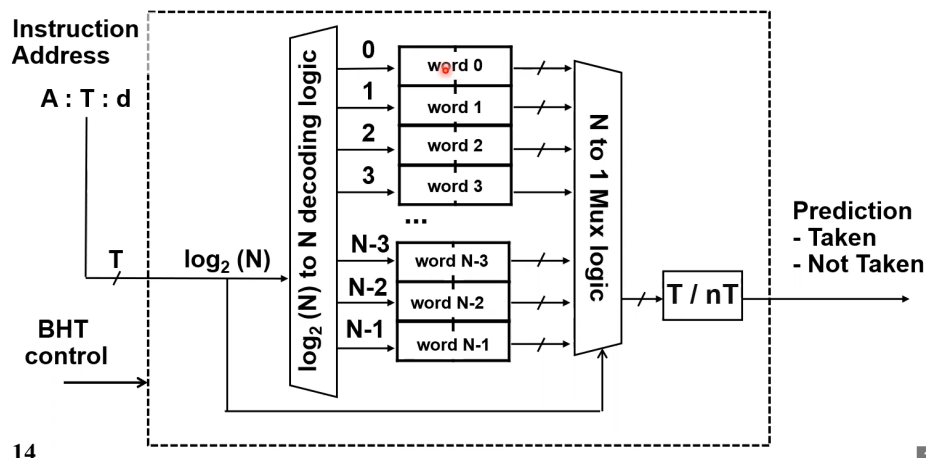 Instruction
Address
A : T : d
T
log₂ (N)
BHT
control
log₂ (N) to N decoding logic
0
1
2
3
...
N-3
N-2
N-1
word 0
word 1
word 2
word 3
word N-3
word N-2
word N-1
N to 1 Mux logic
T / nT
Prediction
- Taken
- Not Taken
14